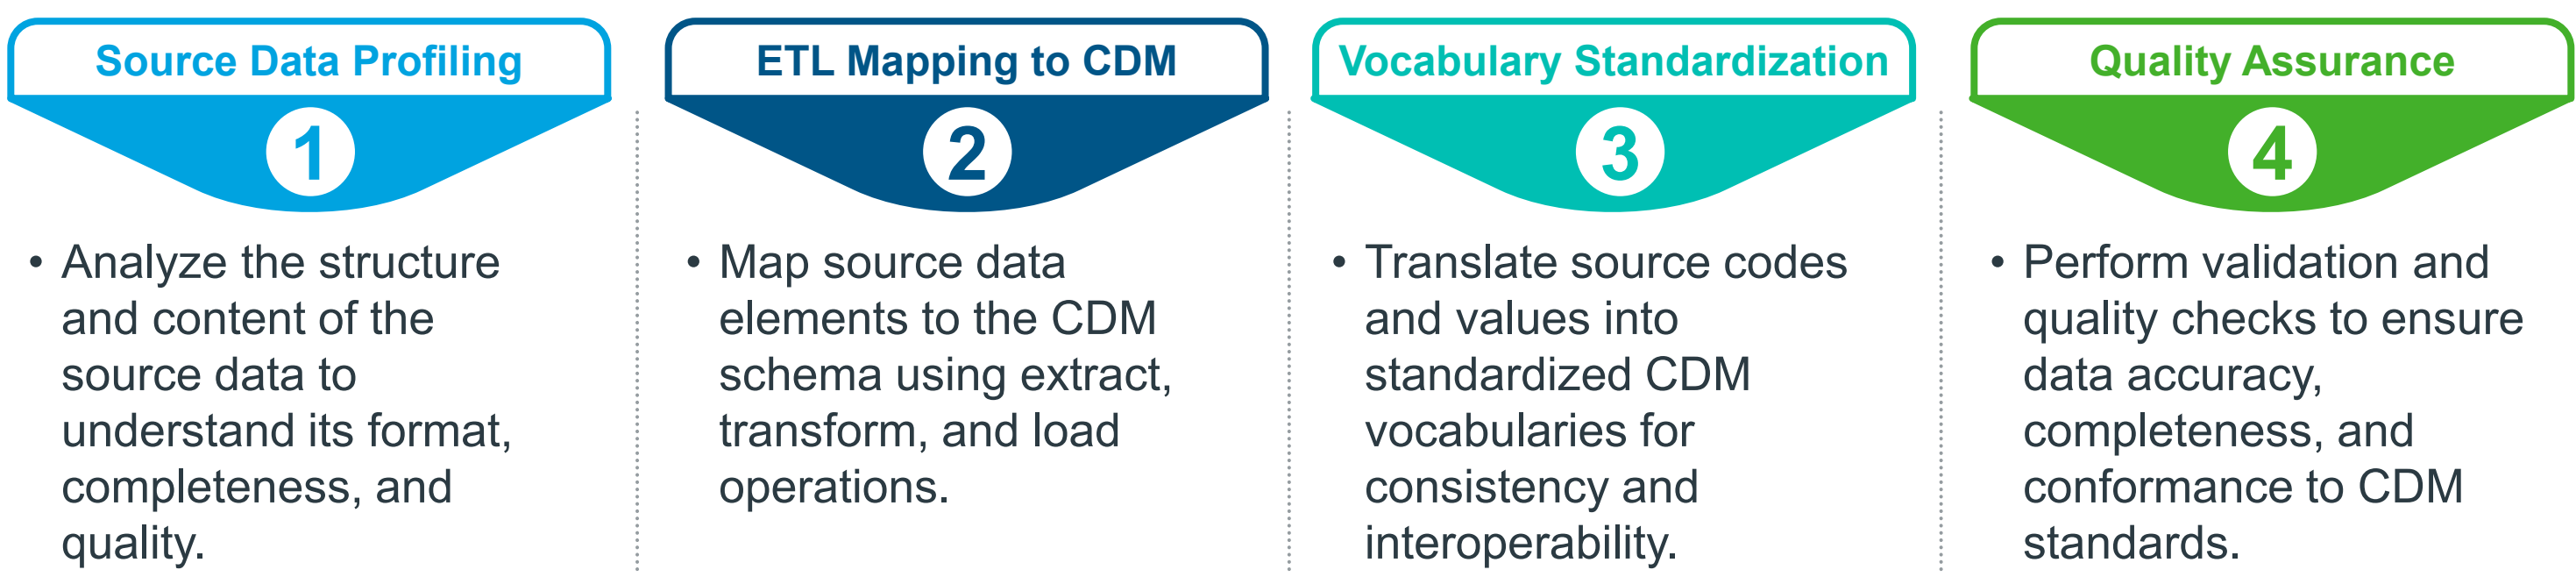 Source Data Profiling
1
• Analyze the structure
and content of the
source data to
understand its format,
completeness, and
quality.
ETL Mapping to CDM
2
• Map source data
elements to the CDM
schema using extract,
transform, and load
operations.
Vocabulary Standardization
3
• Translate source codes
and values into
standardized CDM
vocabularies for
consistency and
interoperability.
Quality Assurance
4
• Perform validation and
quality checks to ensure
data accuracy,
completeness, and
conformance to CDM
standards.